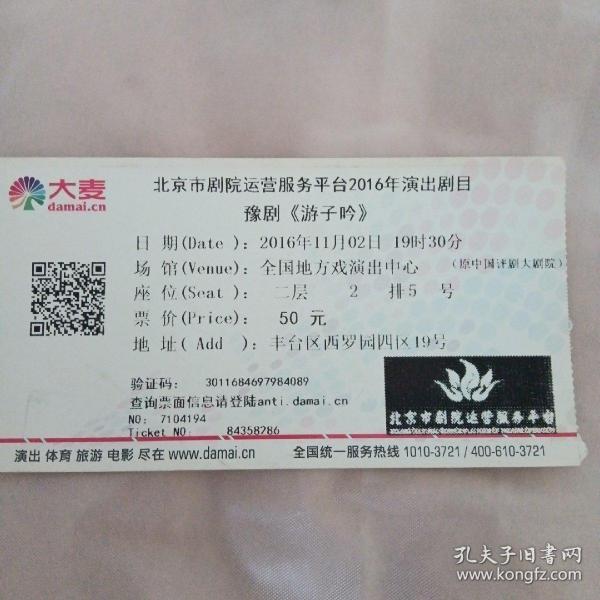 大麦
damai.cn
北京市剧院运营服务平台2016年演出剧目
豫剧《游子吟》
日 期(Date ): 2016年11月02日 19时30分
场 馆(Venue): 全国地方戏演出中心 (原中国评剧大剧院)
座 位(Seat ): 二层 2 排5 号
票 价(Price): 50 元
地 址( Add ): 丰台区西罗园四区19号
验证码: 3011684697984089
查询票面信息请登陆anti.damai.cn
NO: 7104194
Ticket NO: 84358286
北京市剧院运营服务平台
演出 体育 旅游 电影 尽在 www.damai.cn 全国统一服务热线 1010-3721 / 400-610-3721
孔夫子旧书网
www.kongfz.com